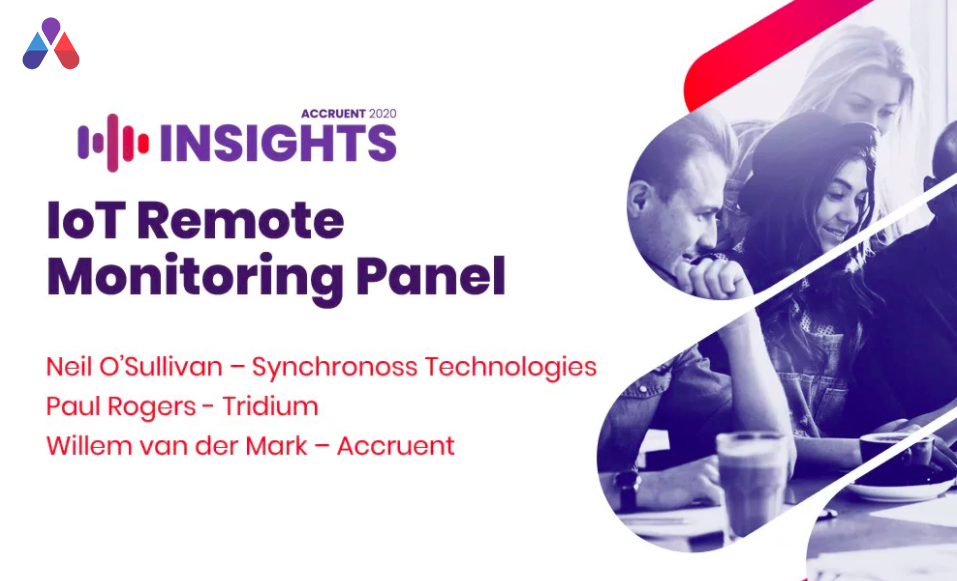 ACCRUENT 2020
INSIGHTS
IoT Remote
Monitoring Panel
Neil O’Sullivan – Synchronoss Technologies
Paul Rogers - Tridium
Willem van der Mark – Accruent